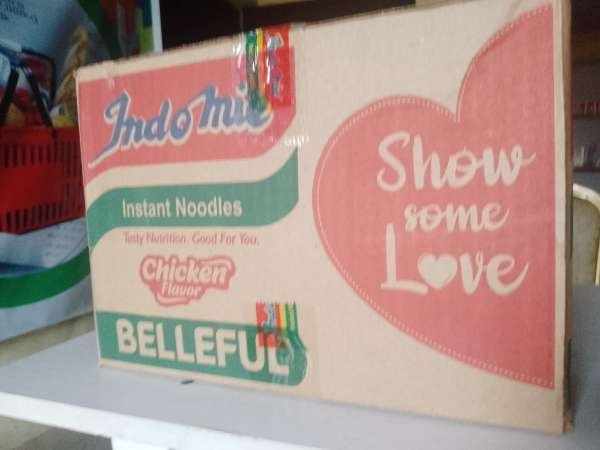 Indomie
Instant Noodles
Tasty Nutrition. Good For You.
Chicken
Flavor
BELLEFUL
Show
some
Love